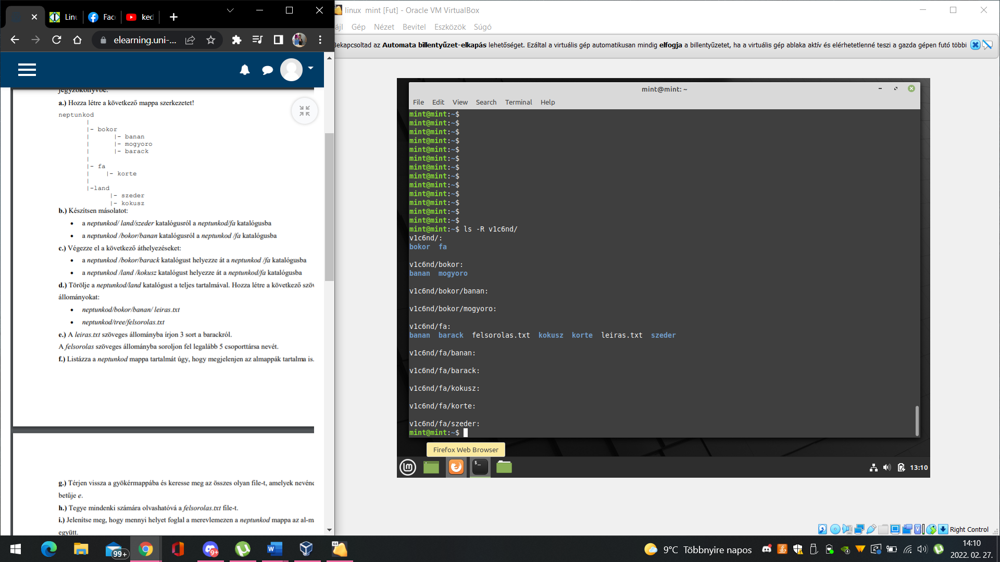 Linu
Fac
ked
elearning.uni-...
jegyzőkönyvbe.
a.) Hozza létre a következő mappa szerkezetet!
neptunkod
|
|- bokor
| |- banan
| |- mogyoro
| |- barack
|
|- fa
| |- korte
|
|-land
|- szeder
|- kokusz
b.) Készítsen másolatot:
• a neptunkod/ land/szeder katalógusról a neptunkod/fa katalógusba
• a neptunkod /bokor/banan katalógusról a neptunkod /fa katalógusba
c.) Végezze el a következő áthelyezéseket:
• a neptunkod /bokor/barack katalógust helyezze át a neptunkod /fa katalógusba
• a neptunkod /land /kokusz katalógust helyezze át a neptunkod/fa katalógusba
d.) Törölje a neptunkod/land katalógust a teljes tartalmával. Hozza létre a következő szöv
állományokat:
• neptunkod/bokor/banan/ leiras.txt
• neptunkod/tree/felsorolas.txt
e.) A leiras.txt szöveges állományba írjon 3 sort a barackról.
A felsorolas szöveges állományba soroljon fel legalább 5 csoporttársa nevét.
f.) Listázza a neptunkod mappa tartalmát úgy, hogy megjelenjen az almappák tartalma is.
g.) Térjen vissza a gyökérmappába és keresse meg az összes olyan file-t, amelyek nevéne
betűje e.
h.) Tegye mindenki számára olvashatóvá a felsorolas.txt file-t.
i.) Jelenítse meg, hogy mennyi helyet foglal a merevlemezen a neptunkod mappa az al-m
együtt.
linux mint [Fut] - Oracle VM VirtualBox
ájl Gép Nézet Bevitel Eszközök Súgó
Bekapcsoltad az Automata billentyűzet-elkapás lehetőséget. Ezáltal a virtuális gép automatikusan mindig elfogja a billentyűzetet, ha a virtuális gép ablaka aktív és elérhetetlenné teszi a gazda gépen futó többi
mint@mint: ~
File Edit View Search Terminal Help
mint@mint:~$
mint@mint:~$
mint@mint:~$
mint@mint:~$
mint@mint:~$
mint@mint:~$
mint@mint:~$
mint@mint:~$
mint@mint:~$
mint@mint:~$
mint@mint:~$
mint@mint:~$
mint@mint:~$
mint@mint:~$ ls -R v1c6nd/
v1c6nd/:
bokor fa
v1c6nd/bokor:
banan mogyoro
v1c6nd/bokor/banan:
v1c6nd/bokor/mogyoro:
v1c6nd/fa:
banan barack felsorolas.txt kokusz korte leiras.txt szeder
v1c6nd/fa/banan:
v1c6nd/fa/barack:
v1c6nd/fa/kokusz:
v1c6nd/fa/korte:
v1c6nd/fa/szeder:
mint@mint:~$
Firefox Web Browser
13:10
Right Control
99+
9+
64
9°C Többnyire napos
14:10
2022. 02. 27.